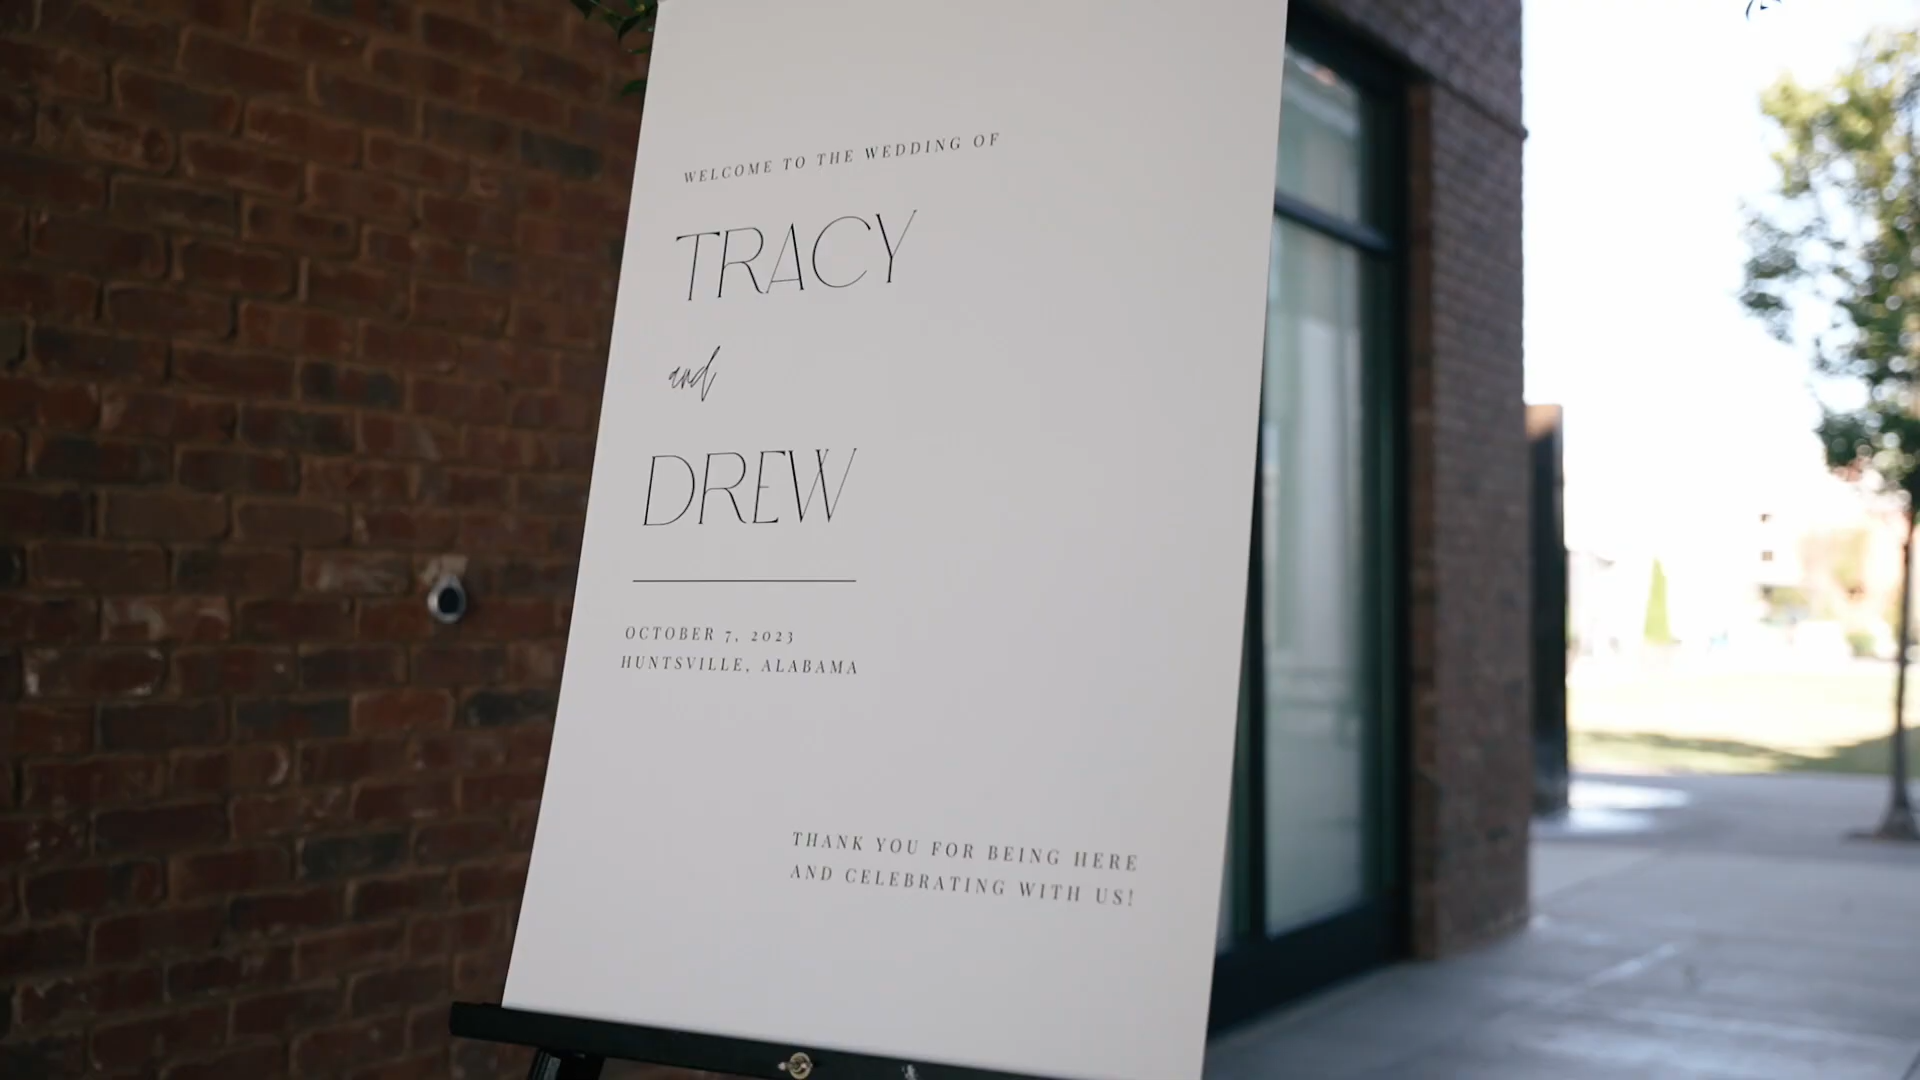 WELCOME TO THE WEDDING OF
TRACY
and
DREW
OCTOBER 7, 2023
HUNTSVILLE, ALABAMA
THANK YOU FOR BEING HERE
AND CELEBRATING WITH US!